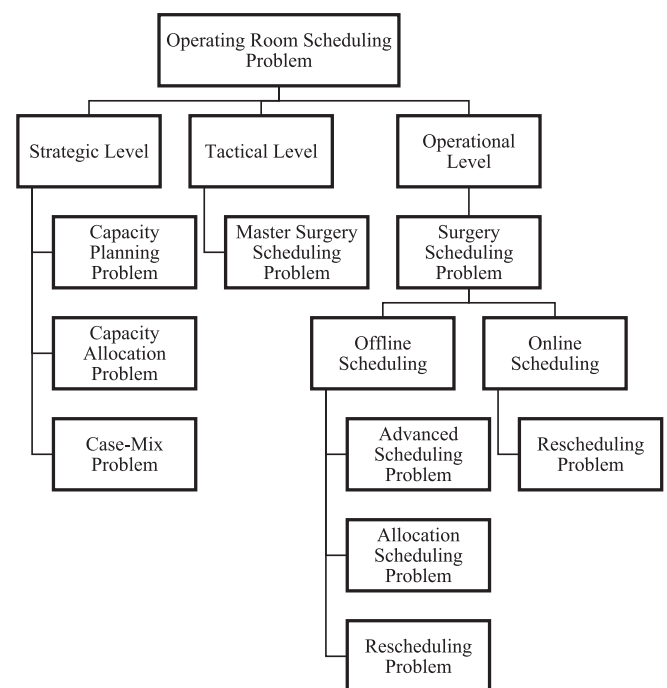 Operating Room Scheduling
Problem
Strategic Level
Tactical Level
Operational
Level
Capacity
Planning
Problem
Master Surgery
Scheduling
Problem
Surgery
Scheduling
Problem
Capacity
Allocation
Problem
Offline
Scheduling
Online
Scheduling
Case-Mix
Problem
Advanced
Scheduling
Problem
Rescheduling
Problem
Allocation
Scheduling
Problem
Rescheduling
Problem